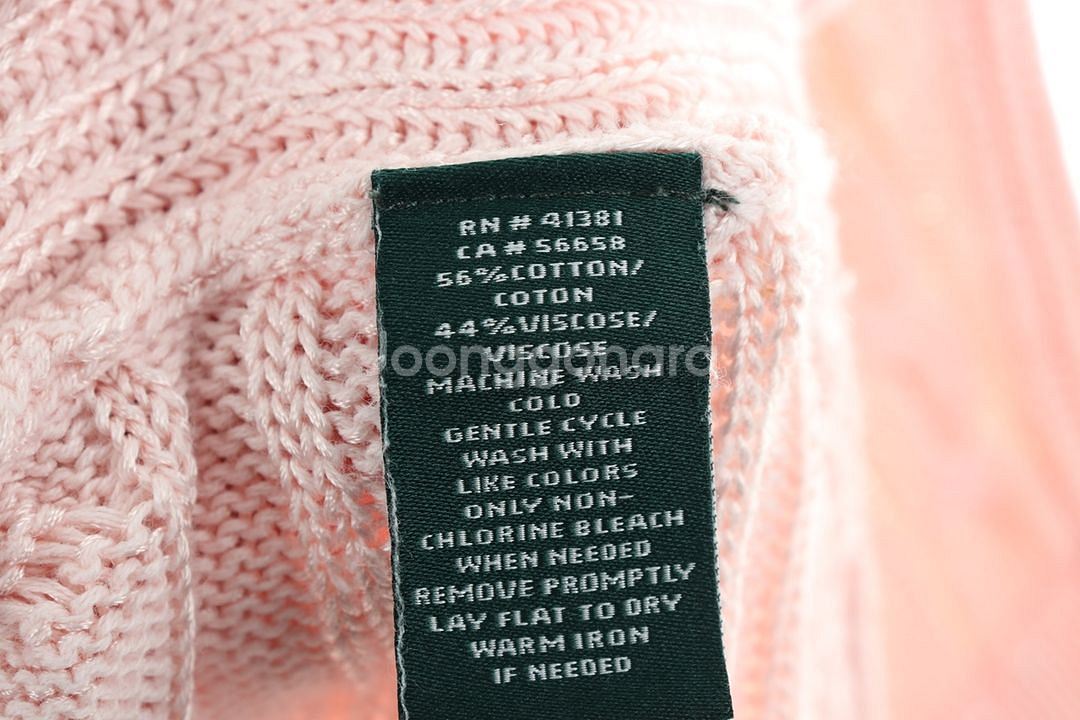 RN # 41381
CA # 56658
56%COTTON/
COTON
44%VISCOSE/
VISCOSE
MACHINE WASH
COLD
GENTLE CYCLE
WASH WITH
LIKE COLORS
ONLY NON-
CHLORINE BLEACH
WHEN NEEDED
REMOVE PROMPTLY
LAY FLAT TO DRY
WARM IRON
IF NEEDED